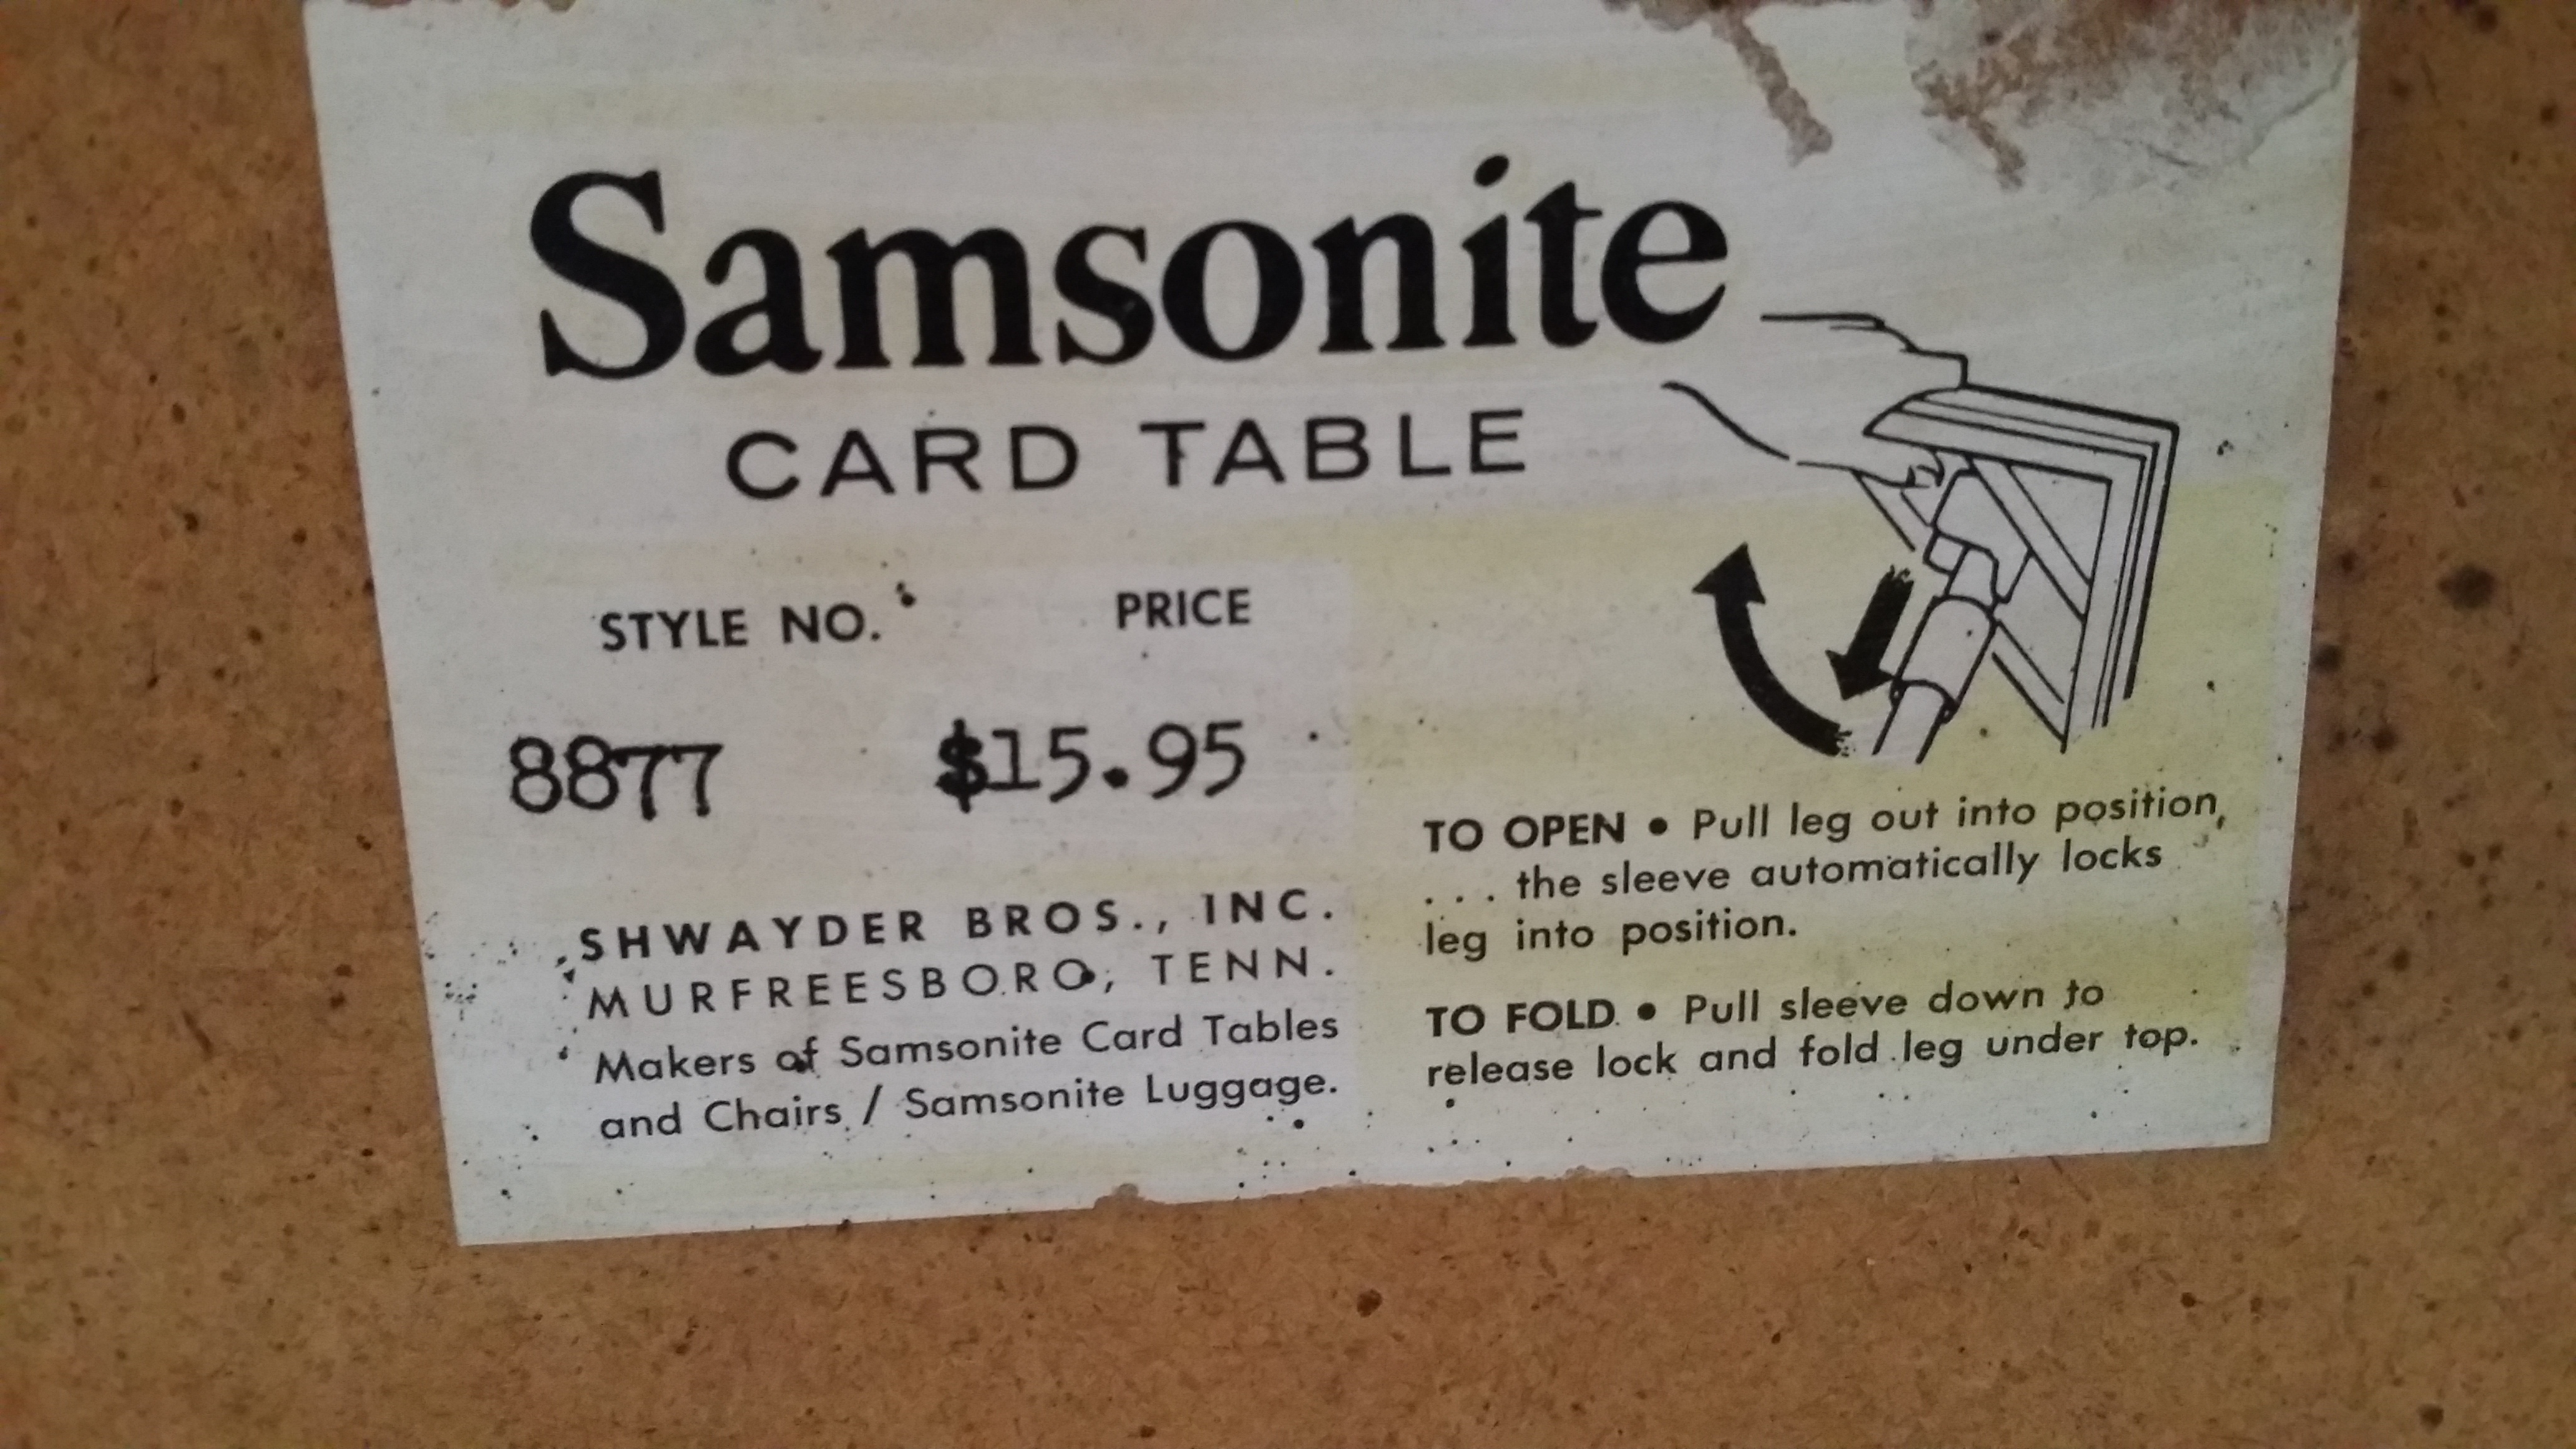 Samsonite
CARD TABLE
STYLE NO. PRICE
8877 $15.95
SHWAYDER BROS., INC.
MURFREESBORO, TENN.
Makers of Samsonite Card Tables
and Chairs / Samsonite Luggage.
TO OPEN • Pull leg out into position,
. . . the sleeve automatically locks
leg into position.
TO FOLD • Pull sleeve down to
release lock and fold leg under top.